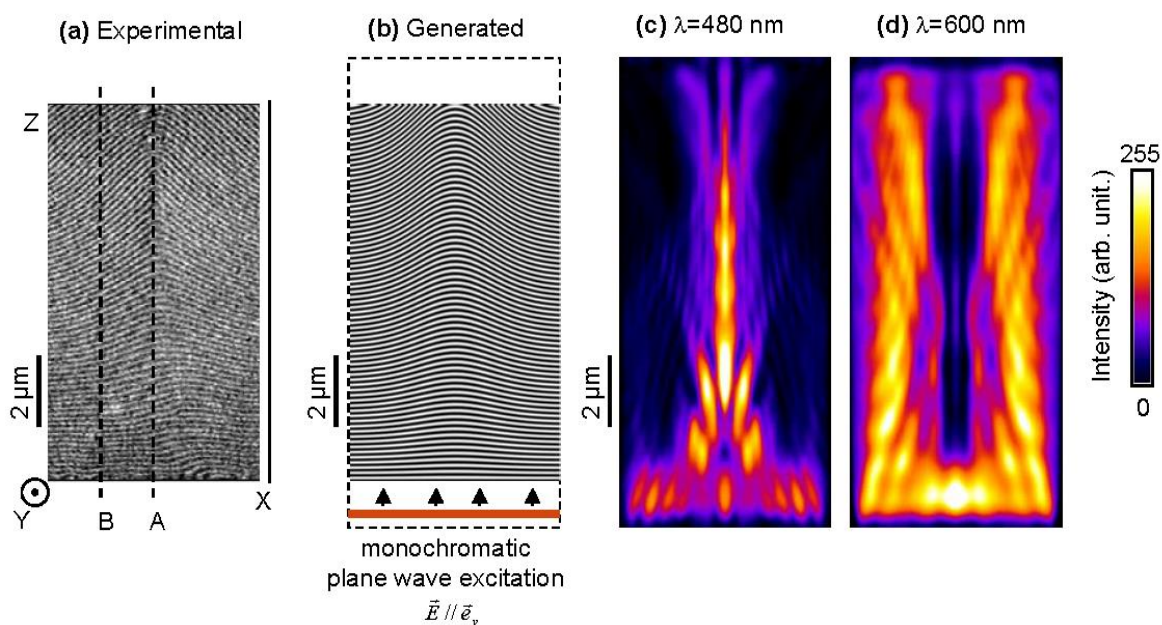 (a) Experimental
(b) Generated
(c) λ=480 nm
(d) λ=600 nm
Z
2 µm
Y
B
A
X
2 µm
monochromatic
plane wave excitation
E⃗ // e⃗y
2 µm
Intensity (arb. unit.)
255
0